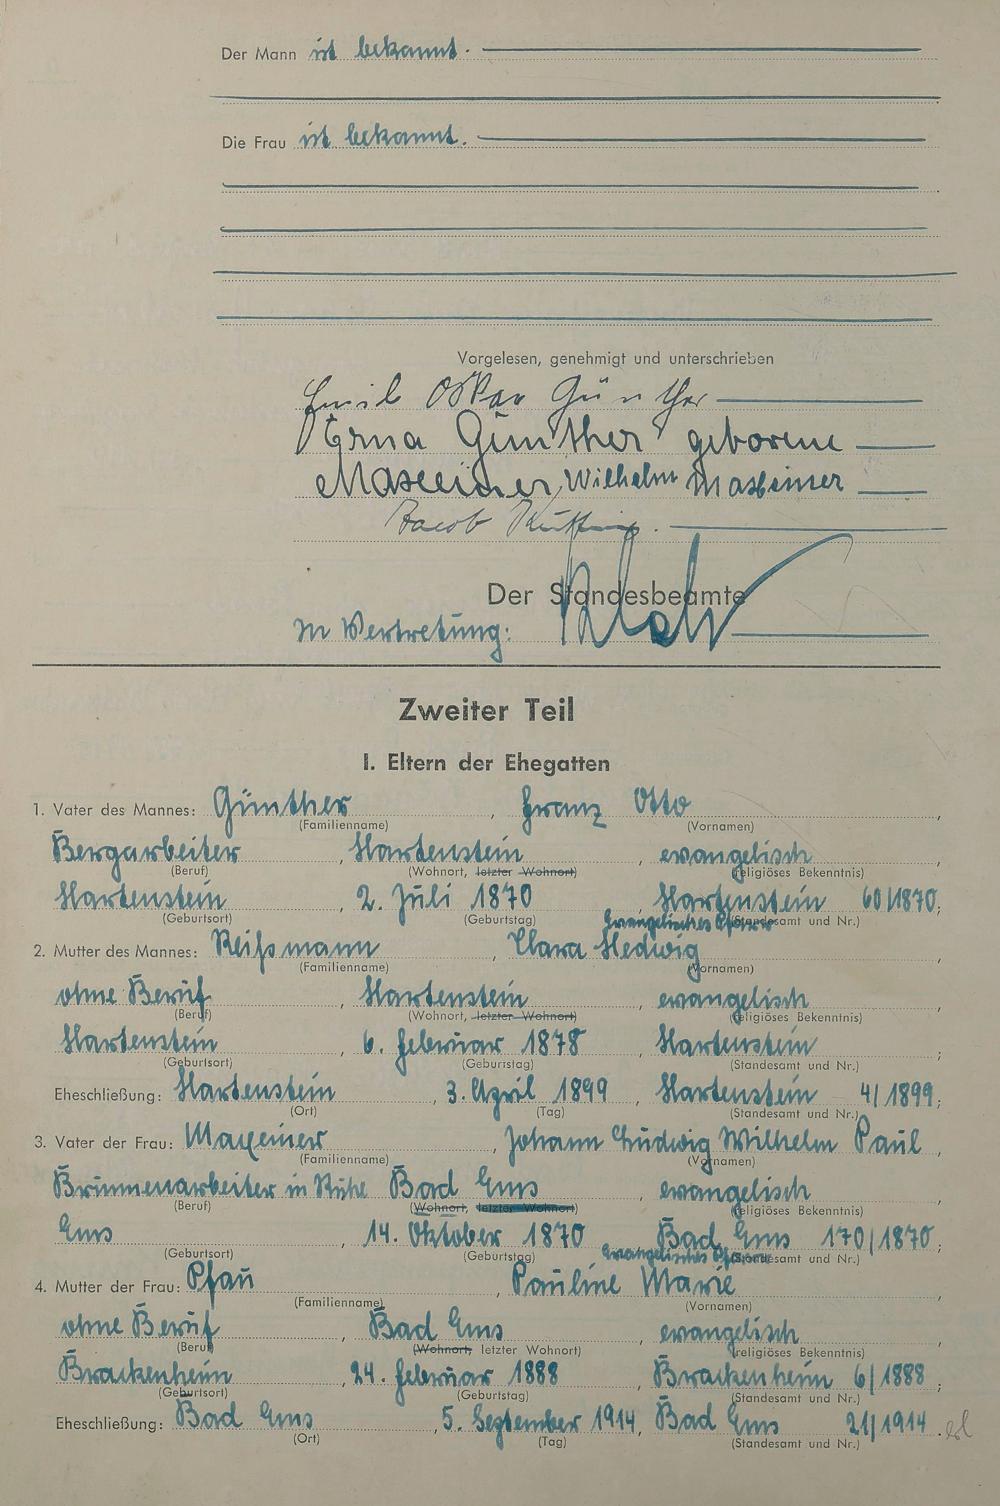 Der Mann ist bekannt.
Die Frau ist bekannt.
Vorgelesen, genehmigt und unterschrieben
Emil Oskar Günther
Erna Günther geborene
Maxeiner, Wilhelm Maxeiner
Jacob
Der Standesbeamte
In Vertretung:
Zweiter Teil
I. Eltern der Ehegatten
1. Vater des Mannes: Günther, Franz Otto,
(Familienname) (Vornamen)
Bergarbeiter, Hartenstein, evangelisch
(Beruf) (Wohnort, letzter Wohnort) (religiöses Bekenntnis)
Hartenstein, 2. Juli 1870, Hartenstein 60/1870;
(Geburtsort) (Geburtstag) (Standesamt und Nr.)
Evangelisches Pfarramt
2. Mutter des Mannes: Reißmann, Clara Hedwig,
(Familienname) (Vornamen)
ohne Beruf, Hartenstein, evangelisch
(Beruf) (Wohnort, letzter Wohnort) (religiöses Bekenntnis)
Hartenstein, 6. Februar 1878, Hartenstein;
(Geburtsort) (Geburtstag) (Standesamt und Nr.)
Eheschließung: Hartenstein, 3. April 1899, Hartenstein 4/1899;
(Ort) (Tag) (Standesamt und Nr.)
3. Vater der Frau: Maxeiner, Johann Ludwig Wilhelm Paul,
(Familienname) (Vornamen)
Brunnenarbeiter in Ruhe Bad Ems, evangelisch
(Beruf) (Wohnort, letzter Wohnort) (religiöses Bekenntnis)
Ems, 14. Oktober 1870 Bad Ems 170/1870;
(Geburtsort) (Geburtstag) (Standesamt und Nr.)
Evangelisches Pfarramt
4. Mutter der Frau: Pfau, Pauline Marie,
(Familienname) (Vornamen)
ohne Beruf, Bad Ems, evangelisch
(Beruf) (Wohnort, letzter Wohnort) (religiöses Bekenntnis)
Brackenheim, 24. Februar 1888, Brackenheim 6/1888;
(Geburtsort) (Geburtstag) (Standesamt und Nr.)
Eheschließung: Bad Ems, 5. September 1914, Bad Ems 21/1914.
(Ort) (Tag) (Standesamt und Nr.)